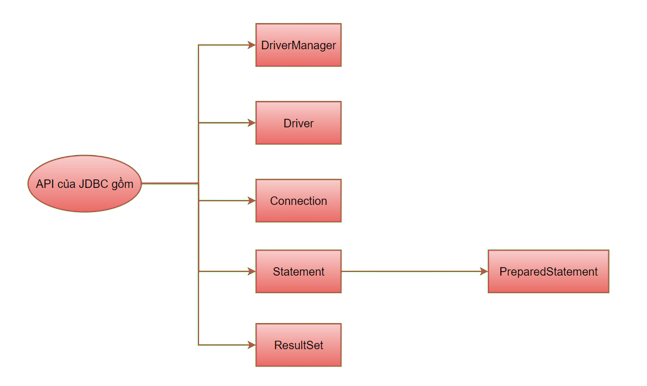 API của JDBC gồm
DriverManager
Driver
Connection
Statement
PreparedStatement
ResultSet